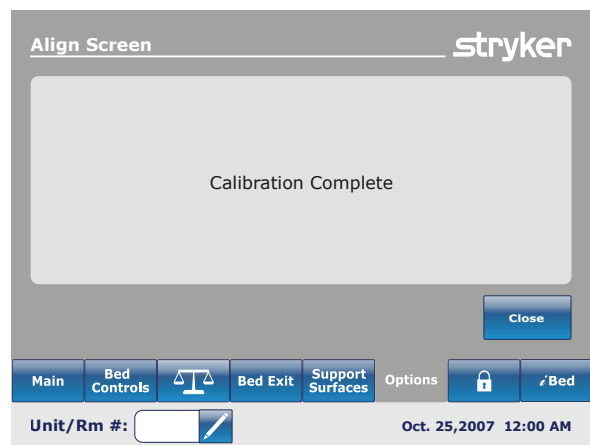 Align Screen
stryker
Calibration Complete
Close
Main
Bed
Controls
Bed Exit
Support
Surfaces
Options
iBed
Unit/Rm #:
Oct. 25,2007 12:00 AM